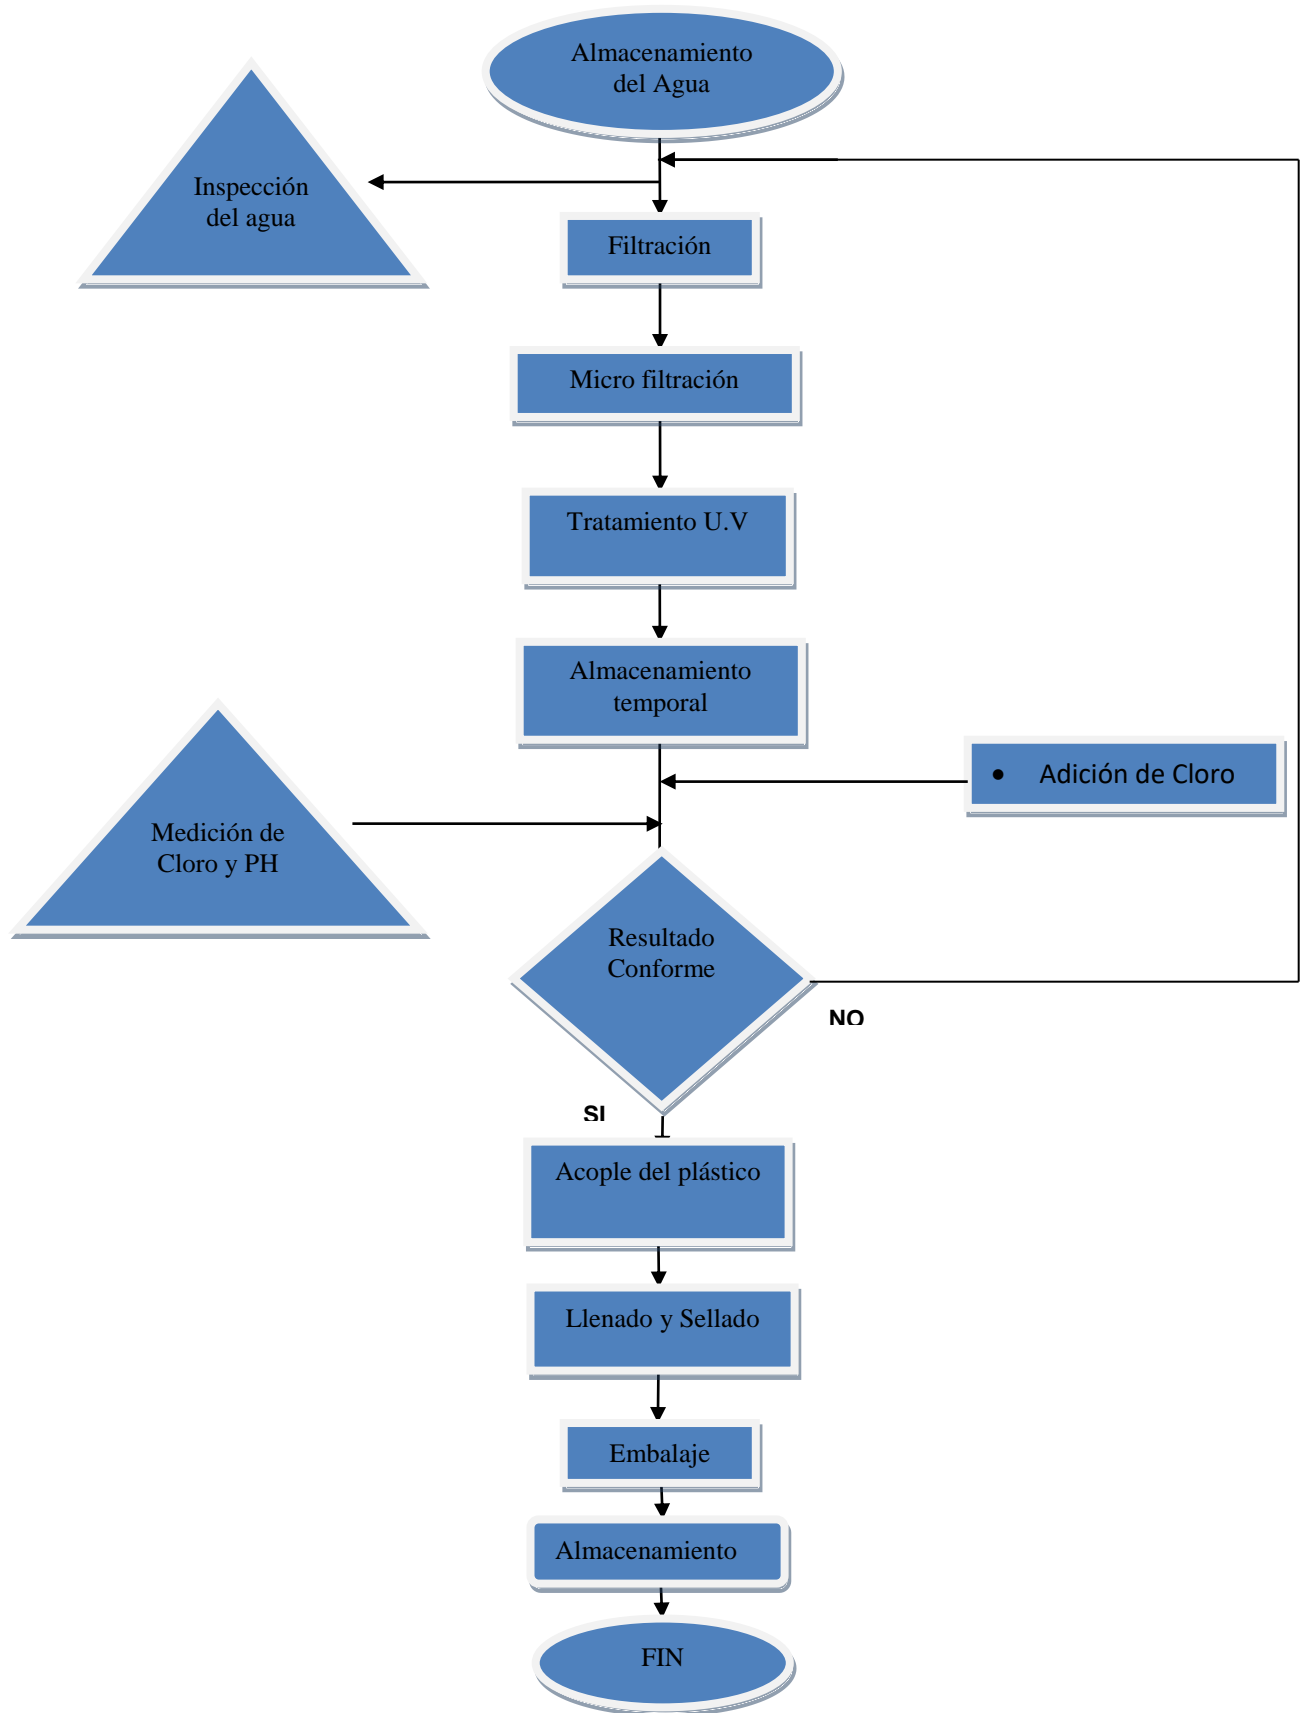 Almacenamiento
del Agua
Inspección
del agua
Filtración
Micro filtración
Tratamiento U.V
Almacenamiento
temporal
• Adición de Cloro
Medición de
Cloro y PH
Resultado
Conforme
NO
SI
Acople del plástico
Llenado y Sellado
Embalaje
Almacenamiento
FIN